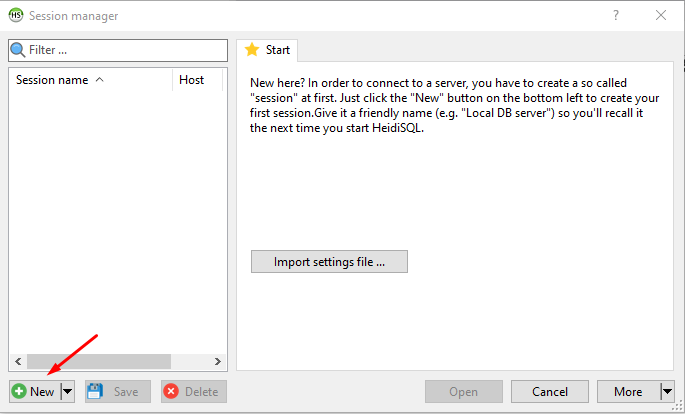 HS Session manager
Filter ...
Session name
Host
Start
New here? In order to connect to a server, you have to create a so called
"session" at first. Just click the "New" button on the bottom left to create your
first session.Give it a friendly name (e.g. "Local DB server") so you'll recall it
the next time you start HeidiSQL.
Import settings file ...
New
Save
Delete
Open
Cancel
More